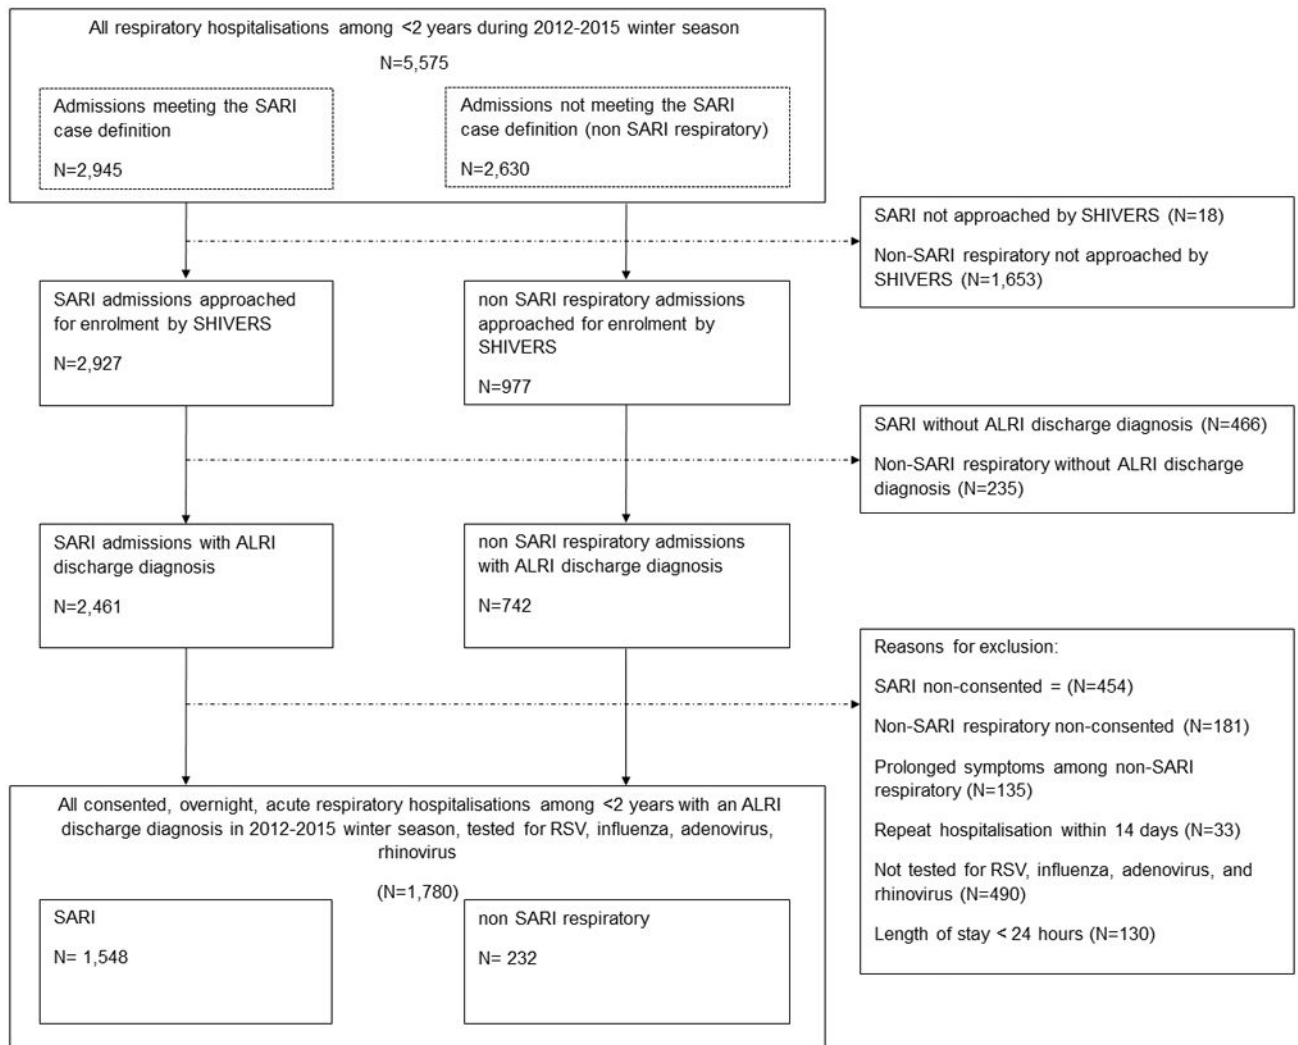 All respiratory hospitalisations among <2 years during 2012-2015 winter season
N=5,575
Admissions meeting the SARI
case definition
N=2,945
Admissions not meeting the SARI
case definition (non SARI respiratory)
N=2,630
SARI not approached by SHIVERS (N=18)
Non-SARI respiratory not approached by
SHIVERS (N=1,653)
SARI admissions approached
for enrolment by SHIVERS
N=2,927
non SARI respiratory admissions
approached for enrolment by
SHIVERS
N=977
SARI without ALRI discharge diagnosis (N=466)
Non-SARI respiratory without ALRI discharge
diagnosis (N=235)
SARI admissions with ALRI
discharge diagnosis
N=2,461
non SARI respiratory admissions
with ALRI discharge diagnosis
N=742
Reasons for exclusion:
SARI non-consented = (N=454)
Non-SARI respiratory non-consented (N=181)
Prolonged symptoms among non-SARI
respiratory (N=135)
Repeat hospitalisation within 14 days (N=33)
Not tested for RSV, influenza, adenovirus, and
rhinovirus (N=490)
Length of stay < 24 hours (N=130)
All consented, overnight, acute respiratory hospitalisations among <2 years with an ALRI
discharge diagnosis in 2012-2015 winter season, tested for RSV, influenza, adenovirus,
rhinovirus
(N=1,780)
SARI
N= 1,548
non SARI respiratory
N= 232